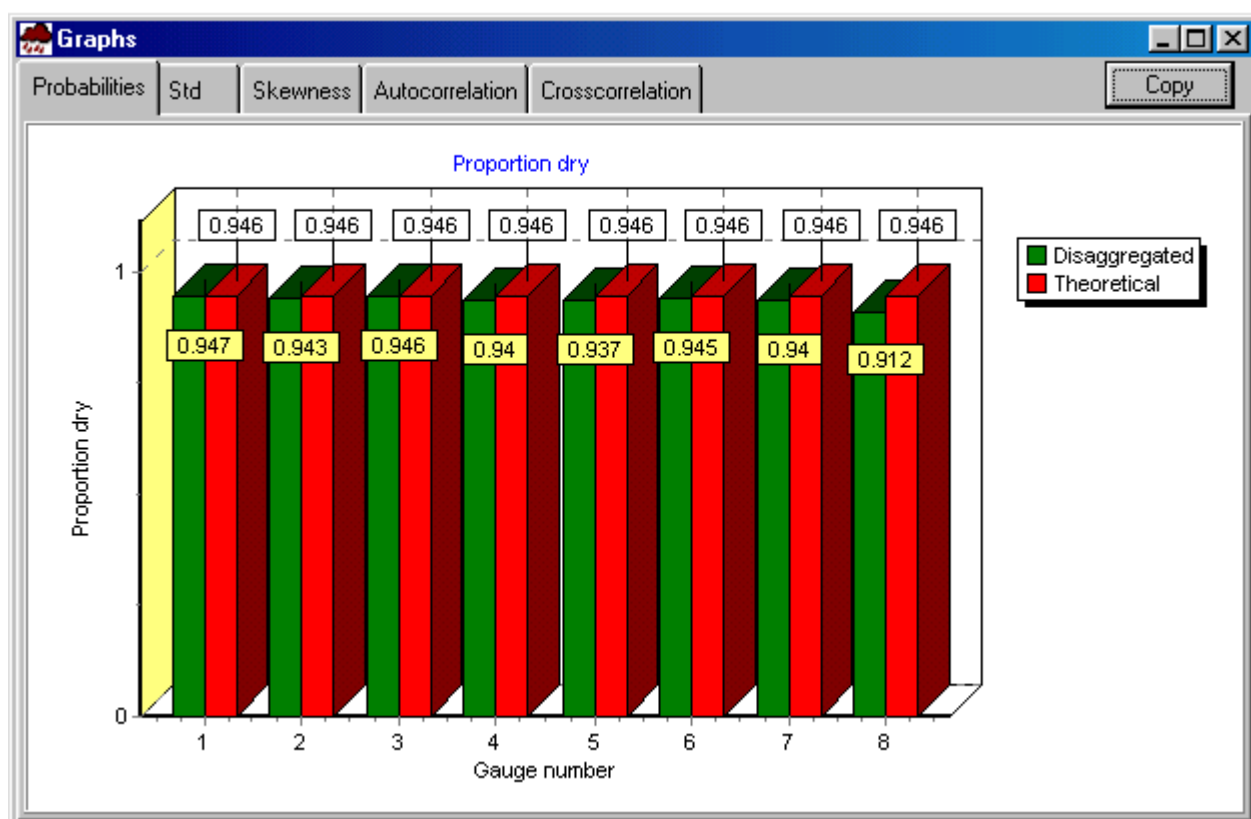 Graphs
Probabilities Std Skewness Autocorrelation Crosscorrelation Copy
Proportion dry
0.946 0.946 0.946 0.946 0.946 0.946 0.946 0.946
Disaggregated
Theoretical
1
0.947 0.943 0.946 0.94 0.937 0.945 0.94 0.912
Proportion dry
0
1 2 3 4 5 6 7 8
Gauge number